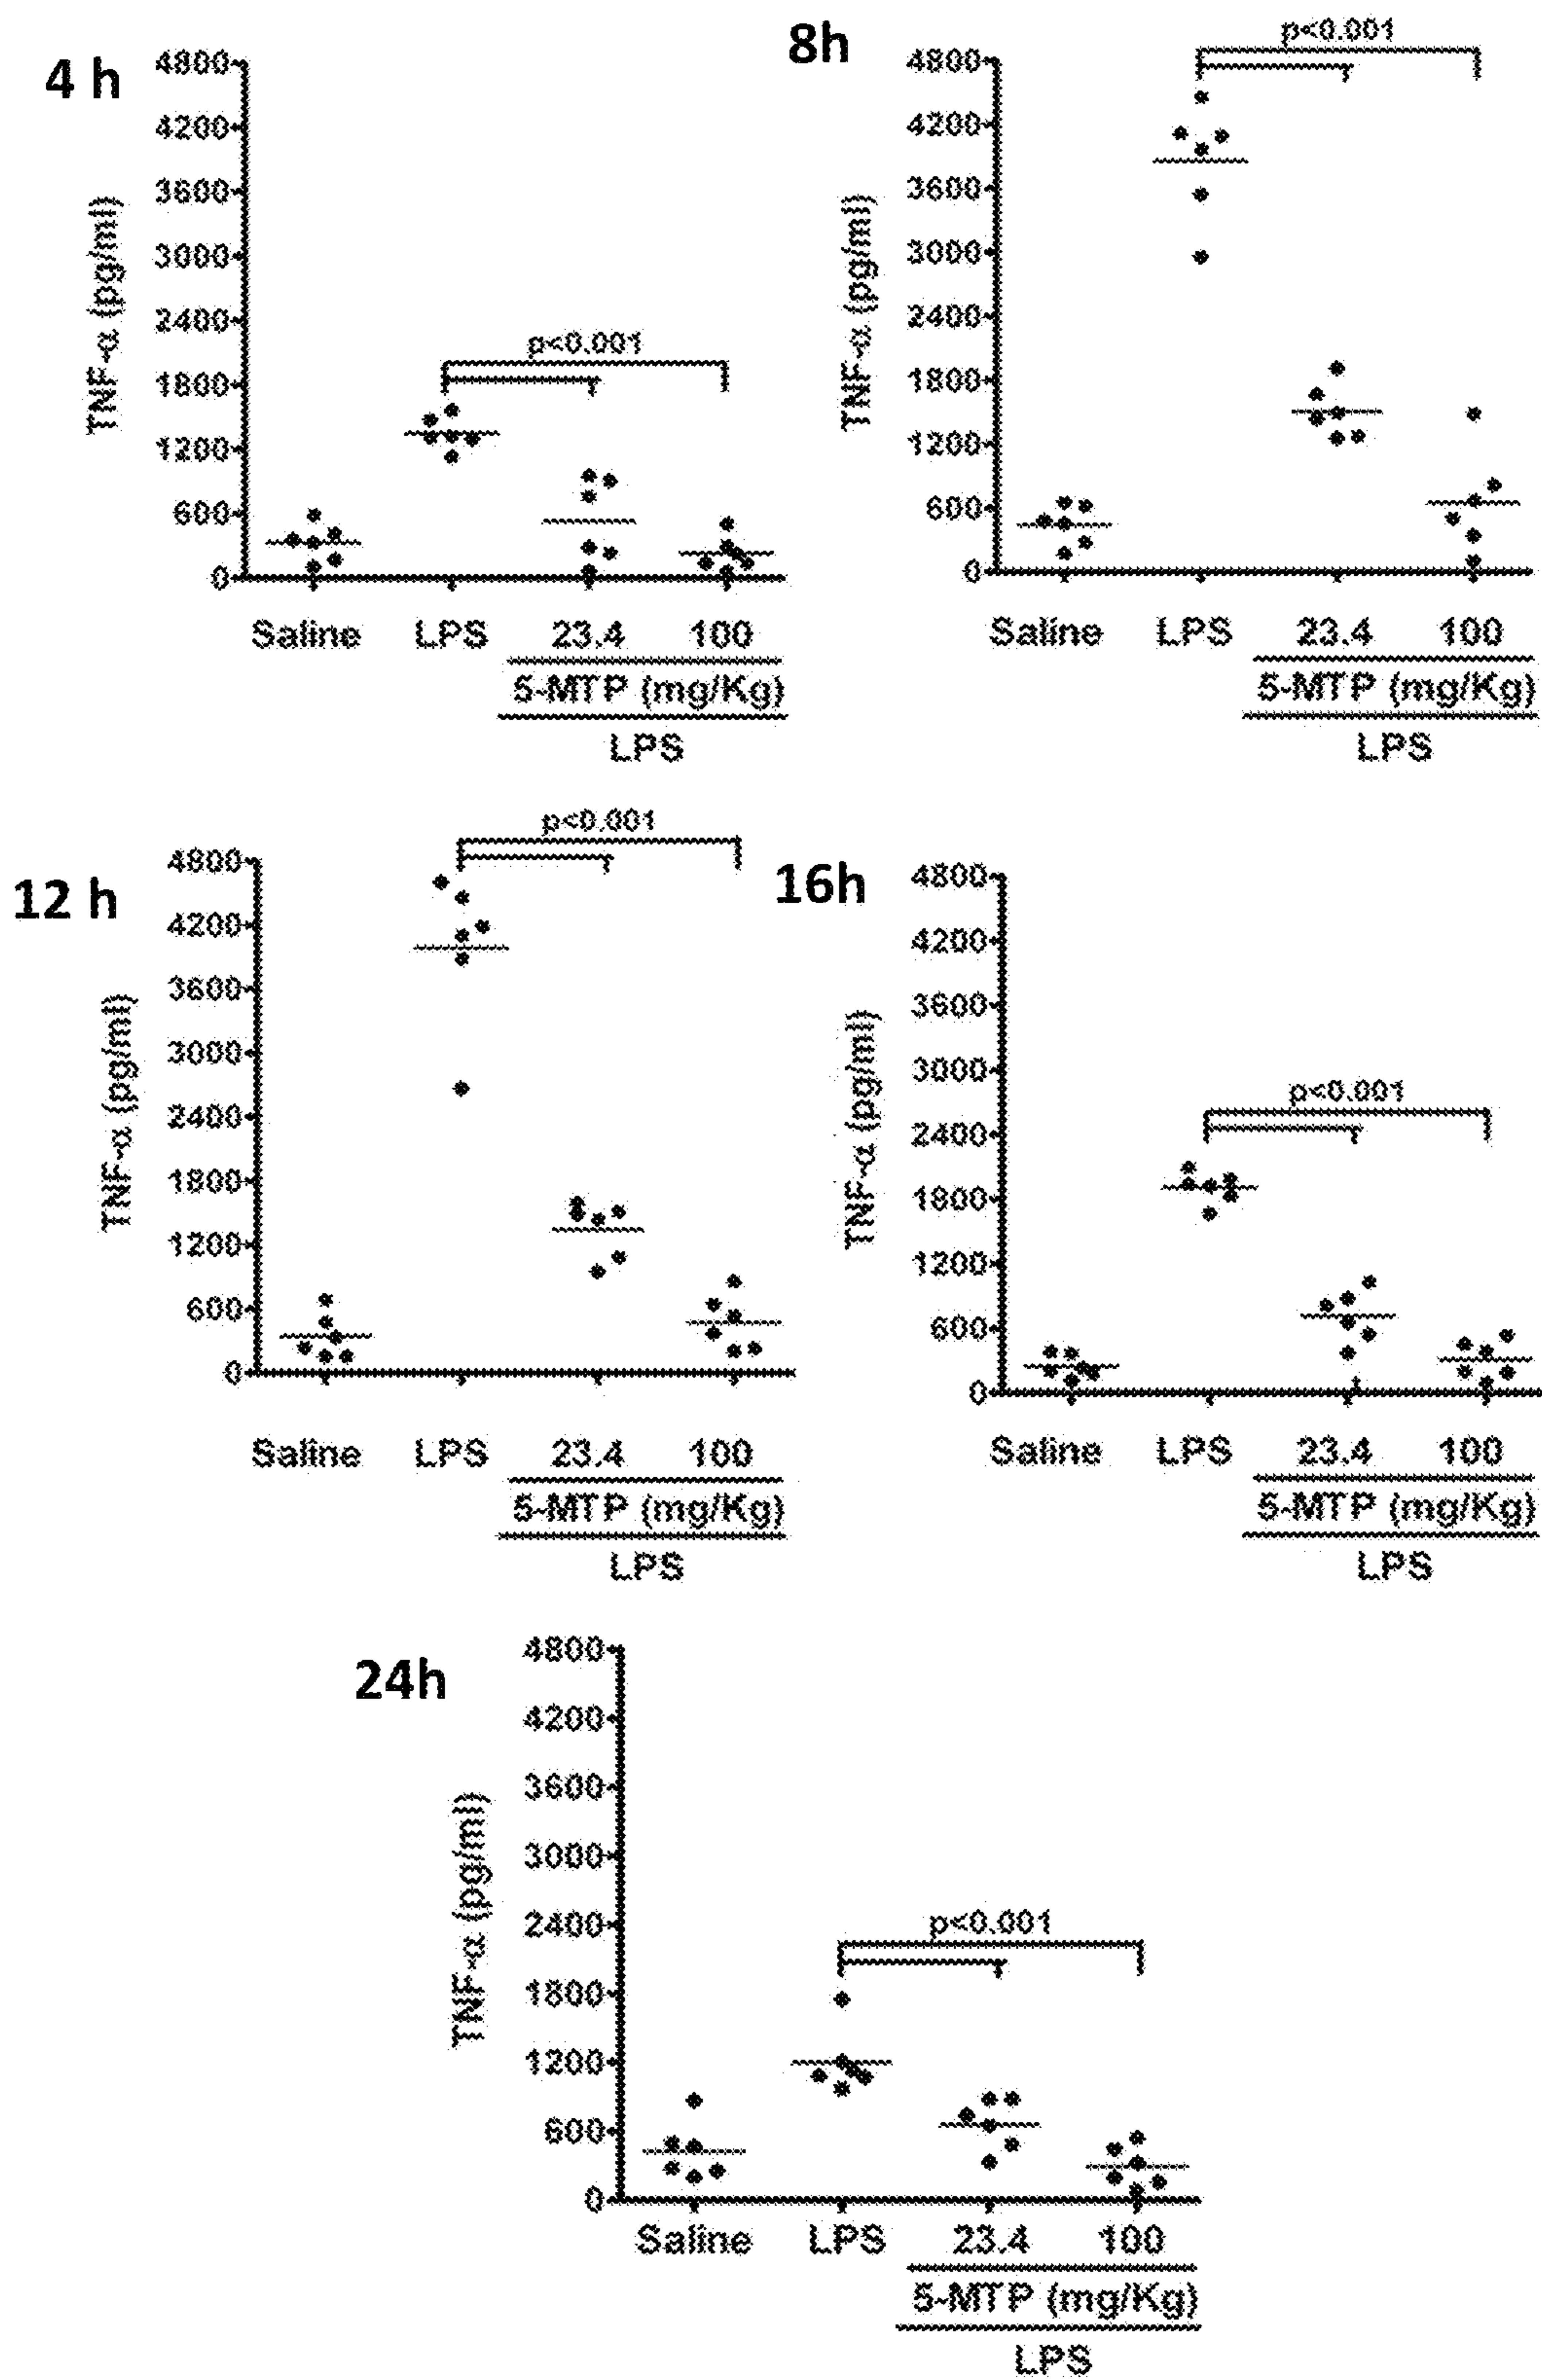 4 h
p<0.001
4800
4200
3600
3000
2400
1800
1200
600
0
TNF-α (pg/ml)
Saline LPS 23.4 100
5-MTP (mg/Kg)
LPS
8h
p<0.001
4800
4200
3600
3000
2400
1800
1200
600
0
TNF-α (pg/ml)
Saline LPS 23.4 100
5-MTP (mg/Kg)
LPS
12 h
p<0.001
4800
4200
3600
3000
2400
1800
1200
600
0
TNF-α (pg/ml)
Saline LPS 23.4 100
5-MTP (mg/Kg)
LPS
16h
p<0.001
4800
4200
3600
3000
2400
1800
1200
600
0
TNF-α (pg/ml)
Saline LPS 23.4 100
5-MTP (mg/Kg)
LPS
24h
p<0.001
4800
4200
3600
3000
2400
1800
1200
600
0
TNF-α (pg/ml)
Saline LPS 23.4 100
5-MTP (mg/Kg)
LPS